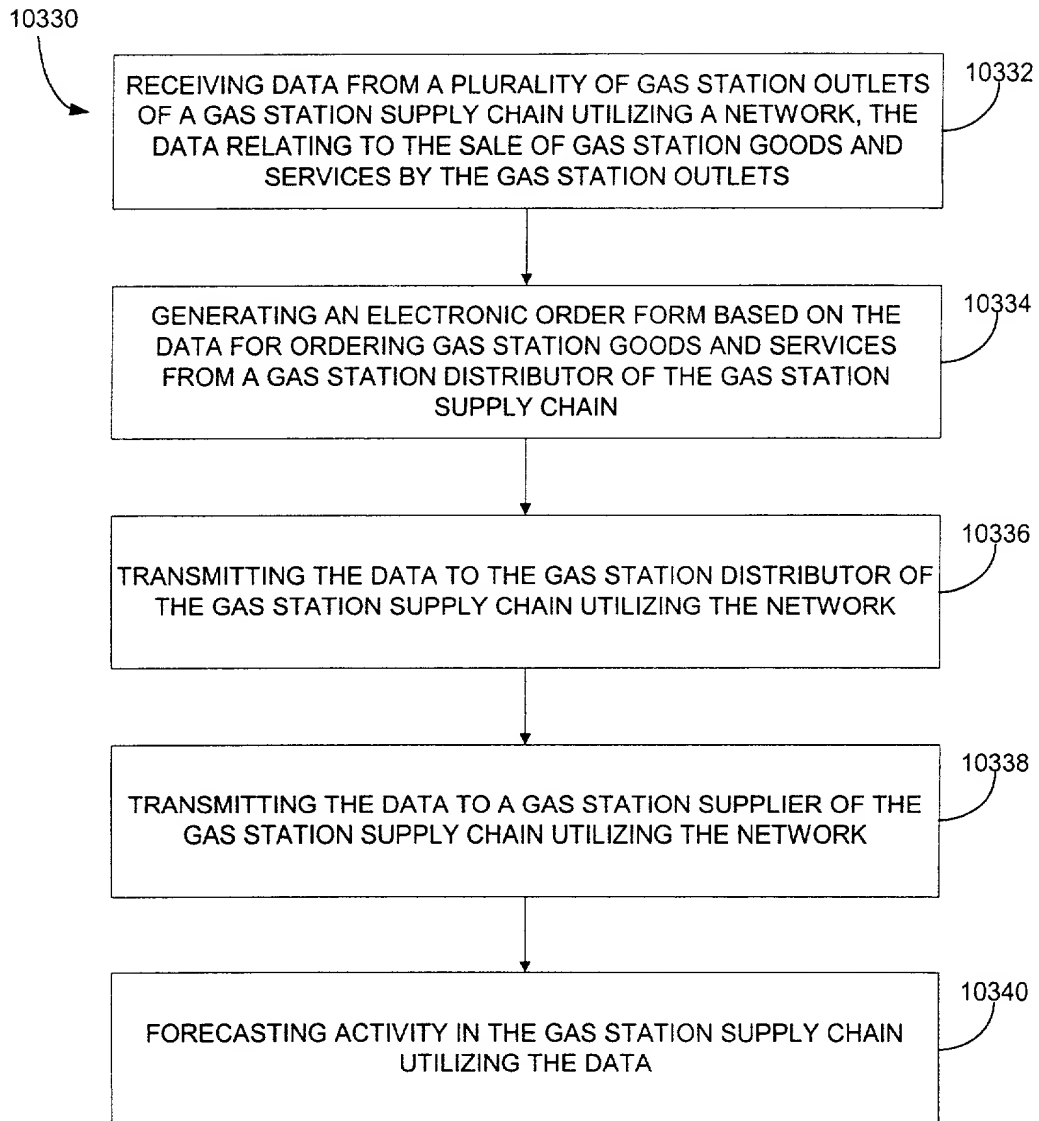 10330
RECEIVING DATA FROM A PLURALITY OF GAS STATION OUTLETS
OF A GAS STATION SUPPLY CHAIN UTILIZING A NETWORK, THE
DATA RELATING TO THE SALE OF GAS STATION GOODS AND
SERVICES BY THE GAS STATION OUTLETS
10332
GENERATING AN ELECTRONIC ORDER FORM BASED ON THE
DATA FOR ORDERING GAS STATION GOODS AND SERVICES
FROM A GAS STATION DISTRIBUTOR OF THE GAS STATION
SUPPLY CHAIN
10334
TRANSMITTING THE DATA TO THE GAS STATION DISTRIBUTOR OF
THE GAS STATION SUPPLY CHAIN UTILIZING THE NETWORK
10336
TRANSMITTING THE DATA TO A GAS STATION SUPPLIER OF THE
GAS STATION SUPPLY CHAIN UTILIZING THE NETWORK
10338
FORECASTING ACTIVITY IN THE GAS STATION SUPPLY CHAIN
UTILIZING THE DATA
10340